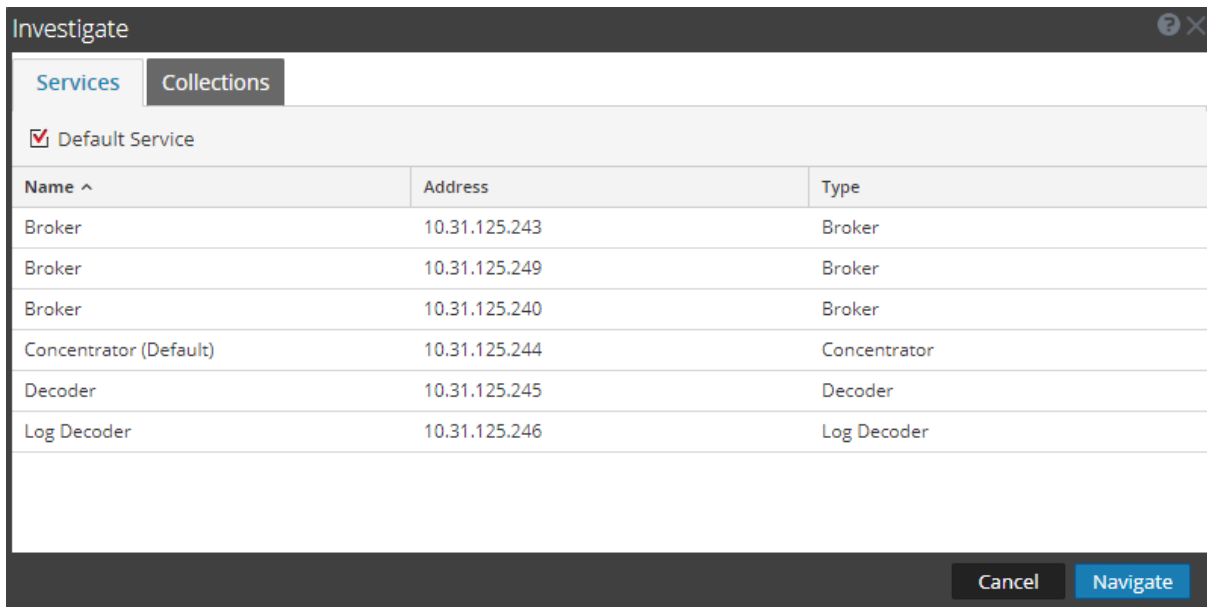 Investigate
Services Collections
Default Service
Name Address Type
Broker 10.31.125.243 Broker
Broker 10.31.125.249 Broker
Broker 10.31.125.240 Broker
Concentrator (Default) 10.31.125.244 Concentrator
Decoder 10.31.125.245 Decoder
Log Decoder 10.31.125.246 Log Decoder
Cancel Navigate